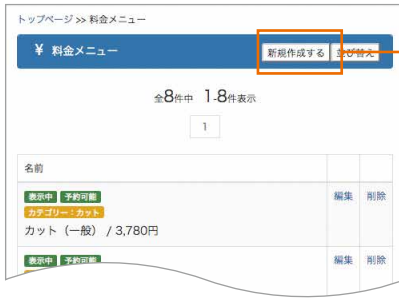 トップページ >> 料金メニュー
¥ 料金メニュー 新規作成する 並び替え
全8件中 1-8件表示
1
名前
表示中 予約可能 編集 削除
カテゴリー：カット
カット（一般） / 3,780円
表示中 予約可能 編集 削除